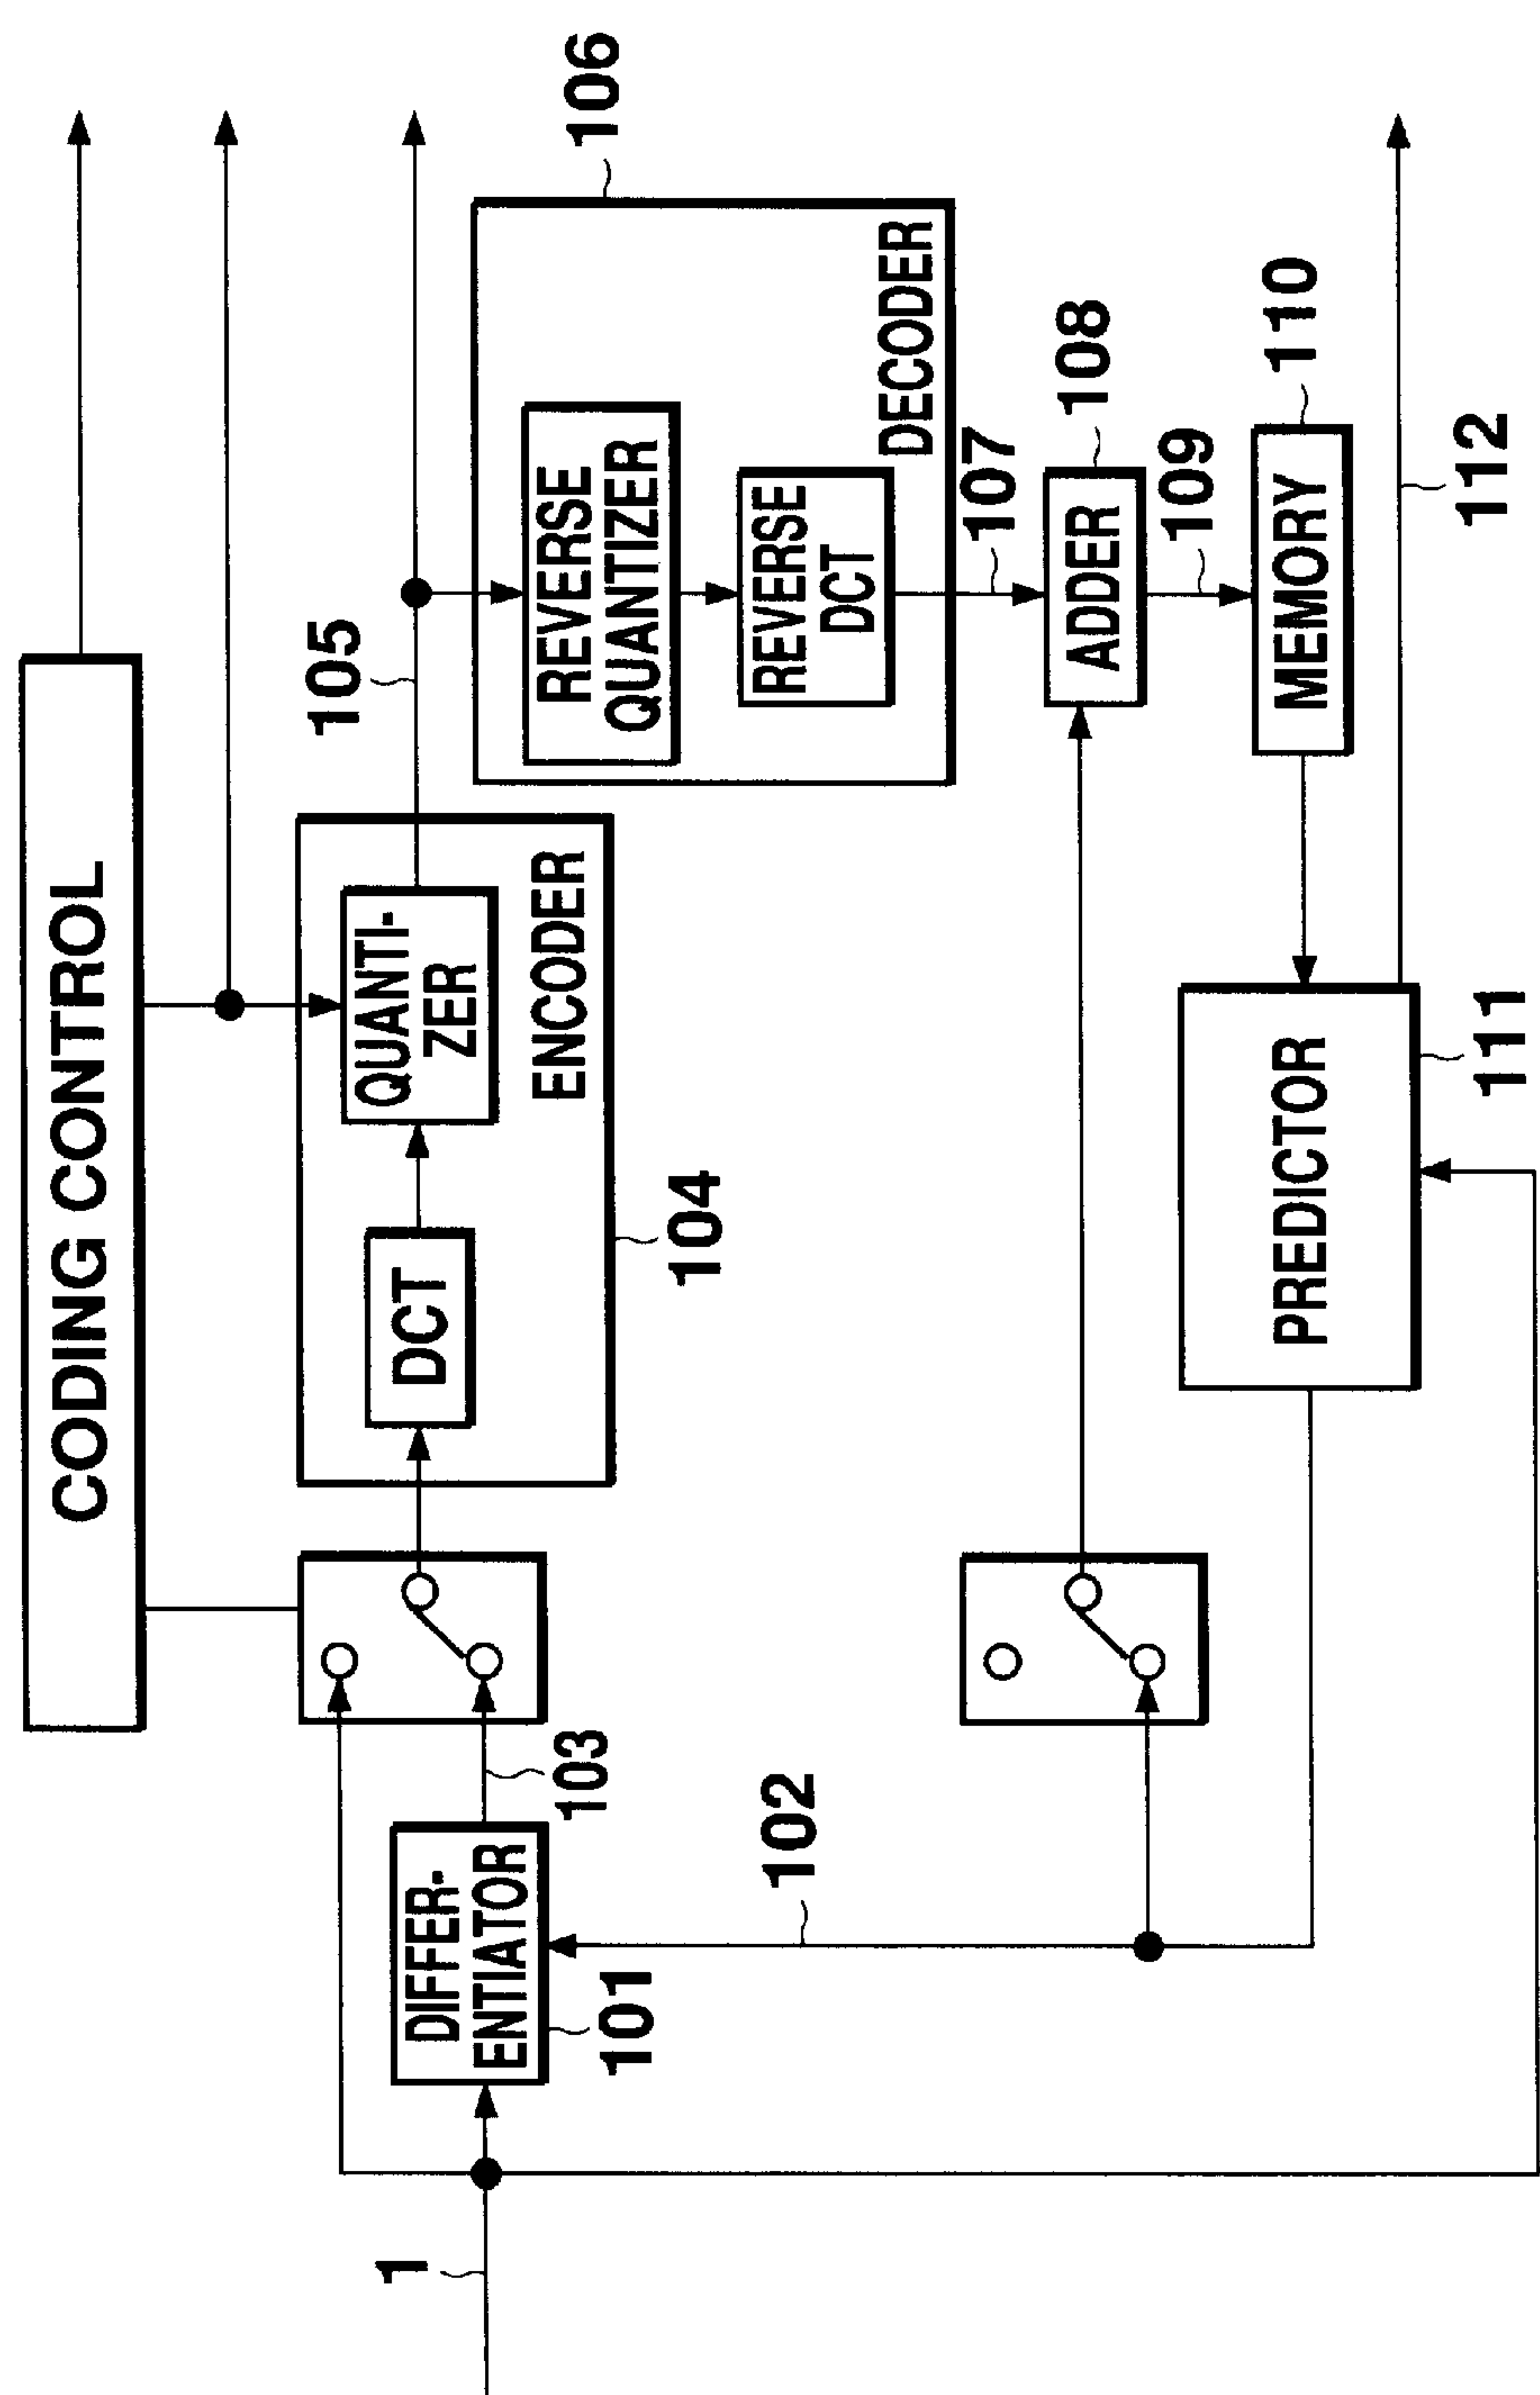 CODING CONTROL
1
DIFFER-
ENTIATOR
101
102
103
DCT
QUANTI-
ZER
ENCODER
104
105
106
REVERSE
QUANTIZER
REVERSE
DCT
DECODER
107
ADDER
108
109
MEMORY
110
PREDICTOR
111
112